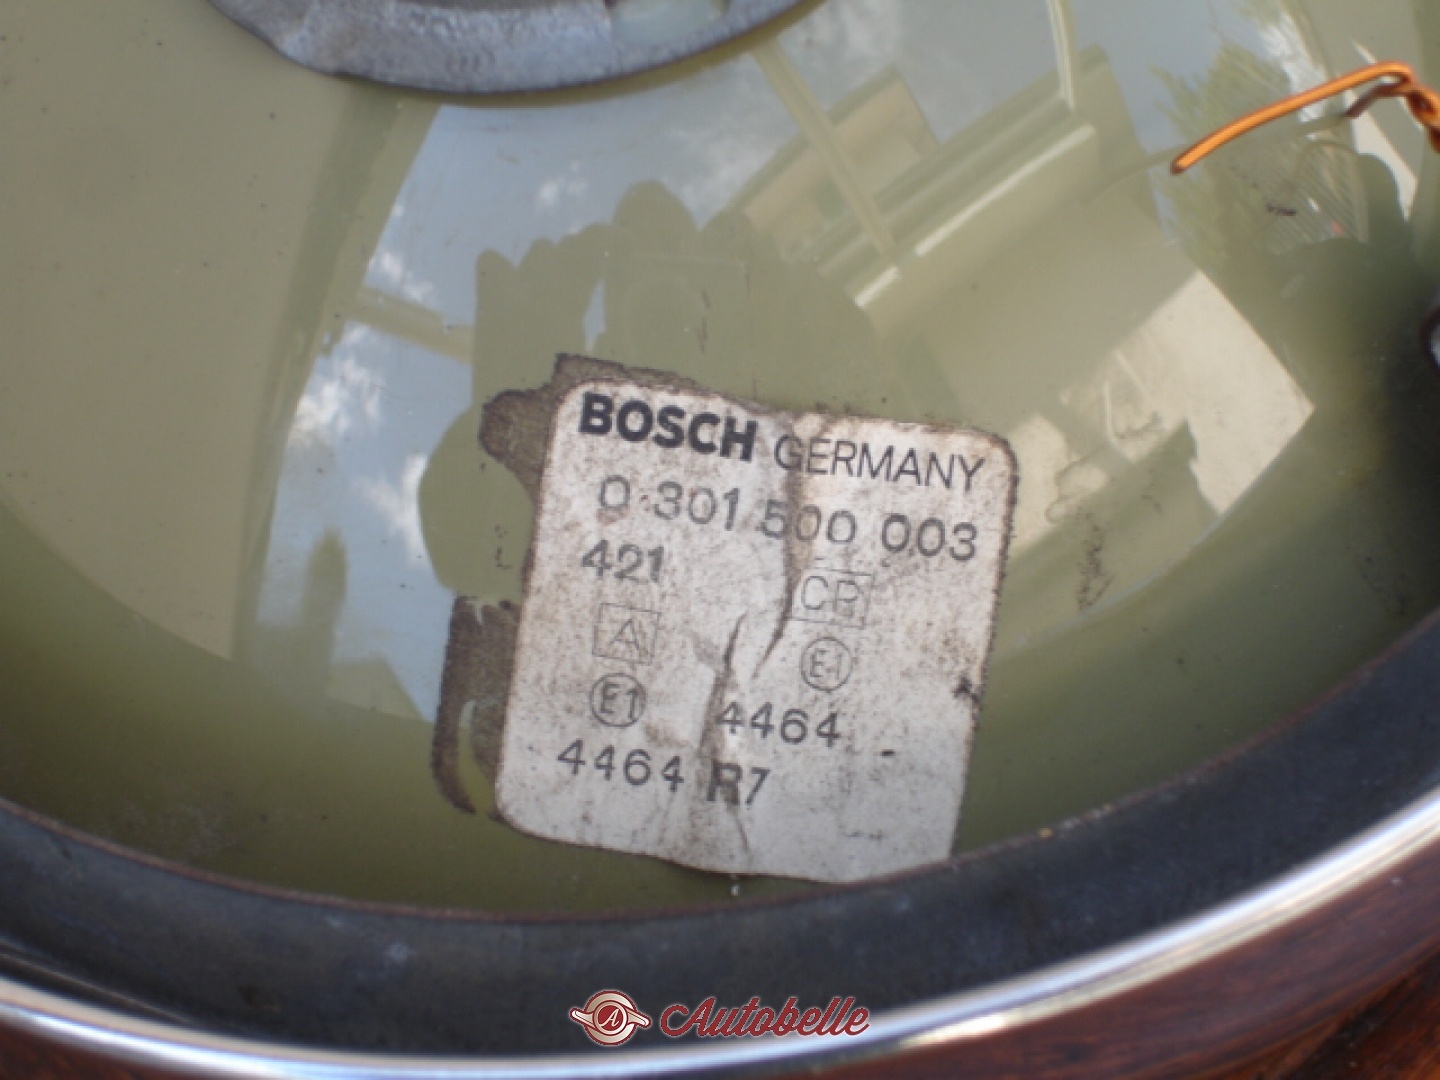 BOSCH GERMANY
0 301 500 003
421 CR
A E1
E1 4464
4464 R7
A Autobelle